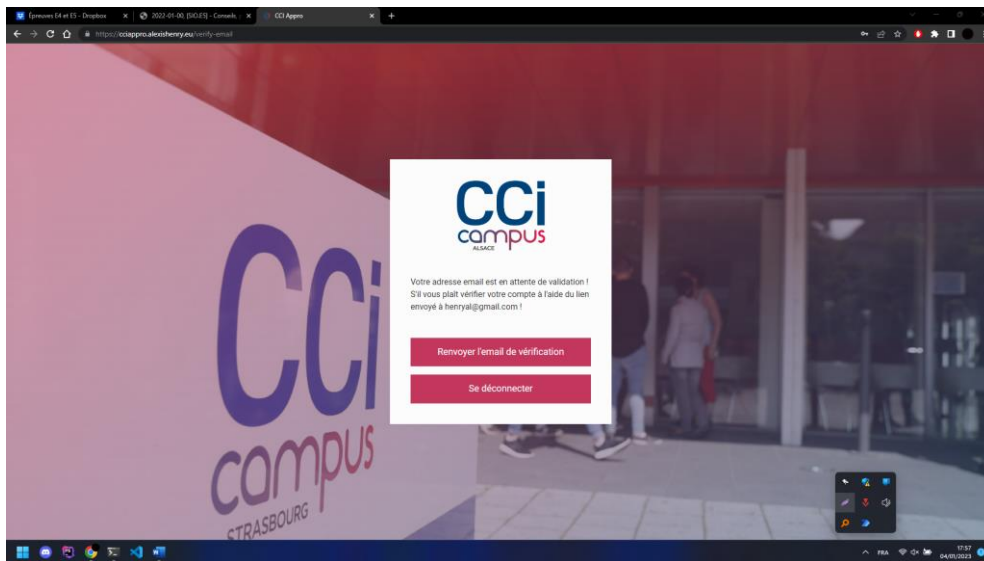 Épreuves E4 et E5 - Dropbox
2022-01-00, [SIO,E5] - Conseils, :
CCI Appro
https://cciappro.alexishenry.eu/verify-email
CCi
campus
ALSACE
Votre adresse email est en attente de validation !
S'il vous plait vérifier votre compte à l'aide du lien
envoyé à henryal@gmail.com !
Renvoyer l'email de vérification
Se déconnecter
CCi
campus
STRASBOURG
FRA
17:57
04/01/2023